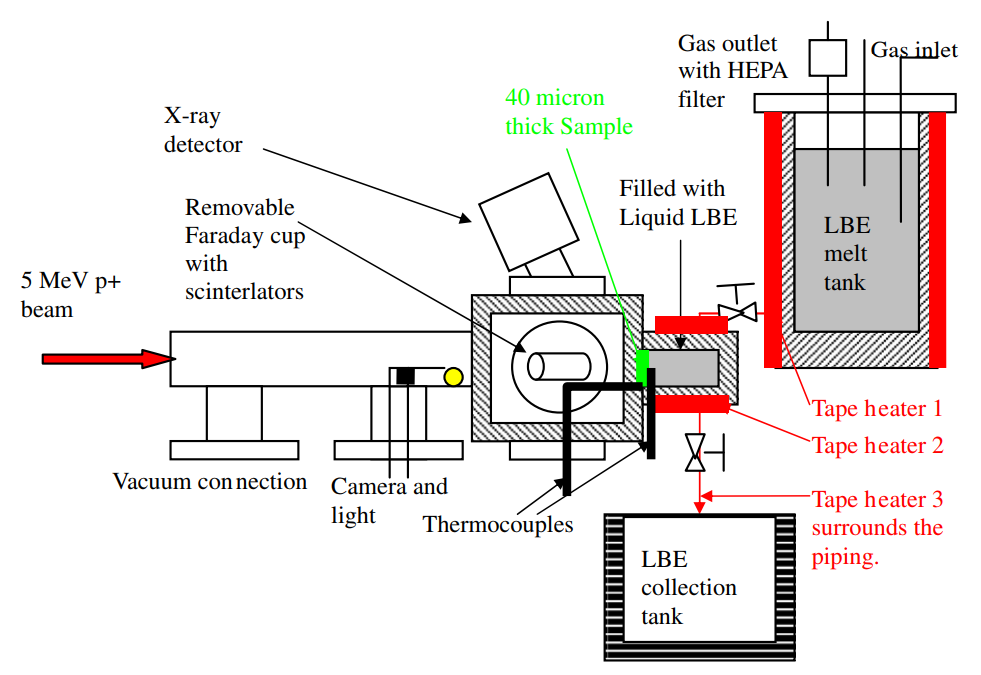 Gas outlet
with HEPA
filter
Gas inlet
40 micron
thick Sample
X-ray
detector
Filled with
Liquid LBE
Removable
Faraday cup
with
scinterlators
LBE
melt
tank
5 MeV p+
beam
Tape heater 1
Tape heater 2
Vacuum connection
Camera and
light
Thermocouples
Tape heater 3
surrounds the
piping.
LBE
collection
tank